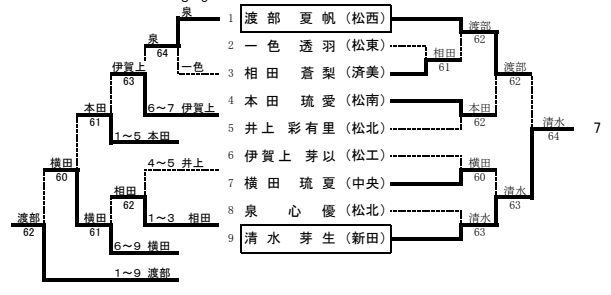 泉
1 渡部 夏帆 (松西)
渡部
62
泉
64
2 一色 透羽 (松東)
相田
61
渡部
62
伊賀上
63
一色
3 相田 蒼梨 (済美)
6～7 伊賀上
4 本田 琉愛 (松南)
本田
62
本田
61
1～5 本田
5 井上 彩有里 (松北)
清水
64
7
横田
60
4～5 井上
6 伊賀上 芽以 (松工)
横田
60
7 横田 琉夏 (中央)
相田
62
清水
63
渡部
62
横田
61
1～3 相田
8 泉 心優 (松北)
清水
63
6～9 横田
9 清水 芽生 (新田)
1～9 渡部